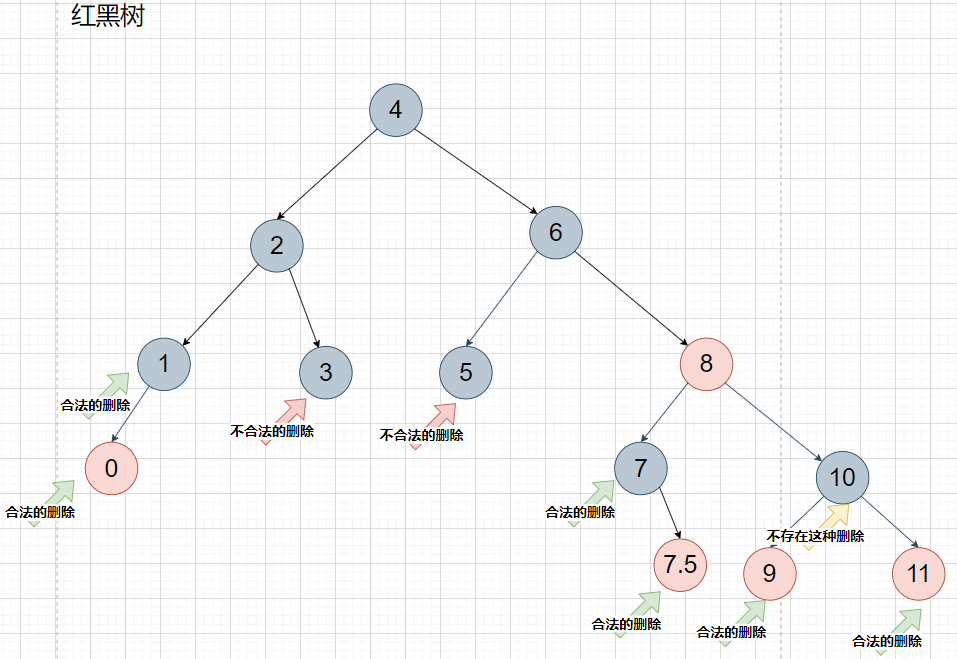 红黑树
4
2
6
1
3
5
8
合法的删除
不合法的删除
不合法的删除
0
7
10
合法的删除
合法的删除
不存在这种删除
7.5
9
11
合法的删除
合法的删除
合法的删除